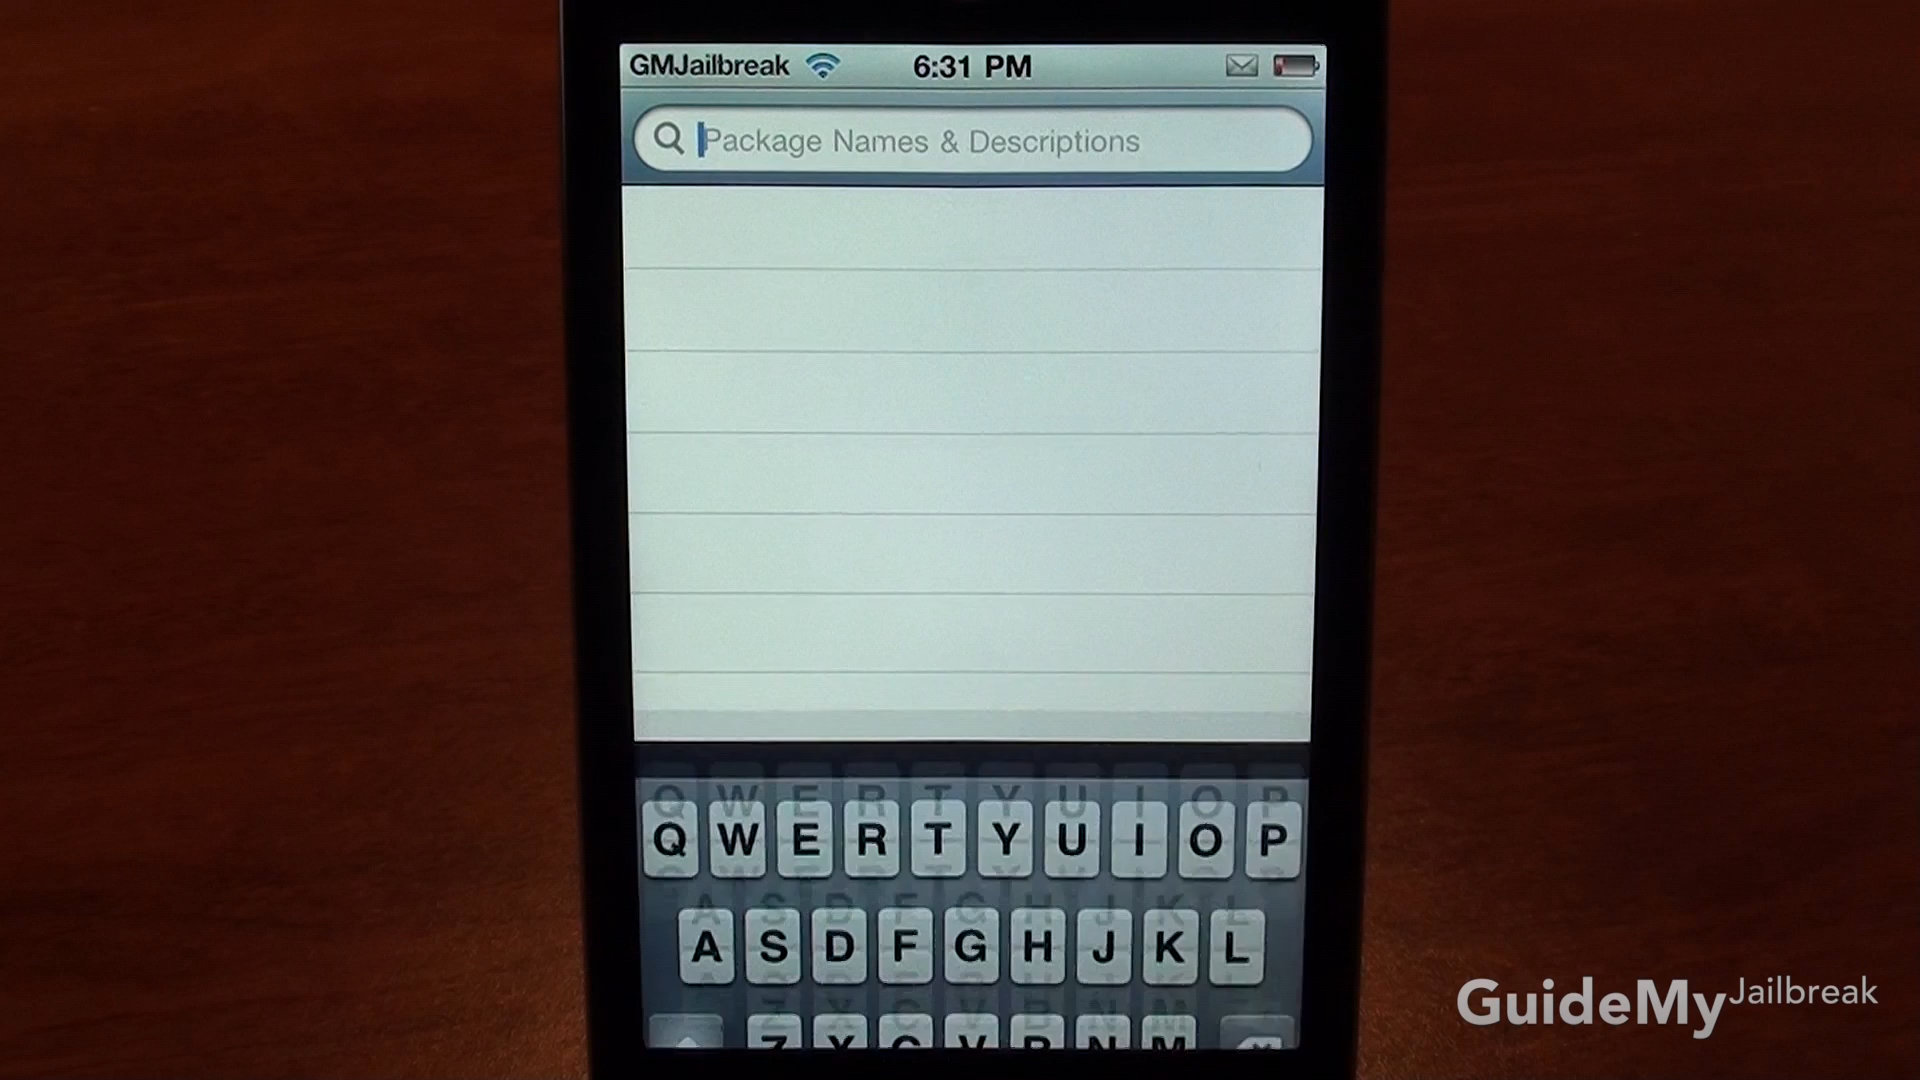 GMJailbreak 6:31 PM
Package Names & Descriptions
Q W E R T Y U I O P
A S D F G H J K L
Z X C V B N M
GuideMyJailbreak